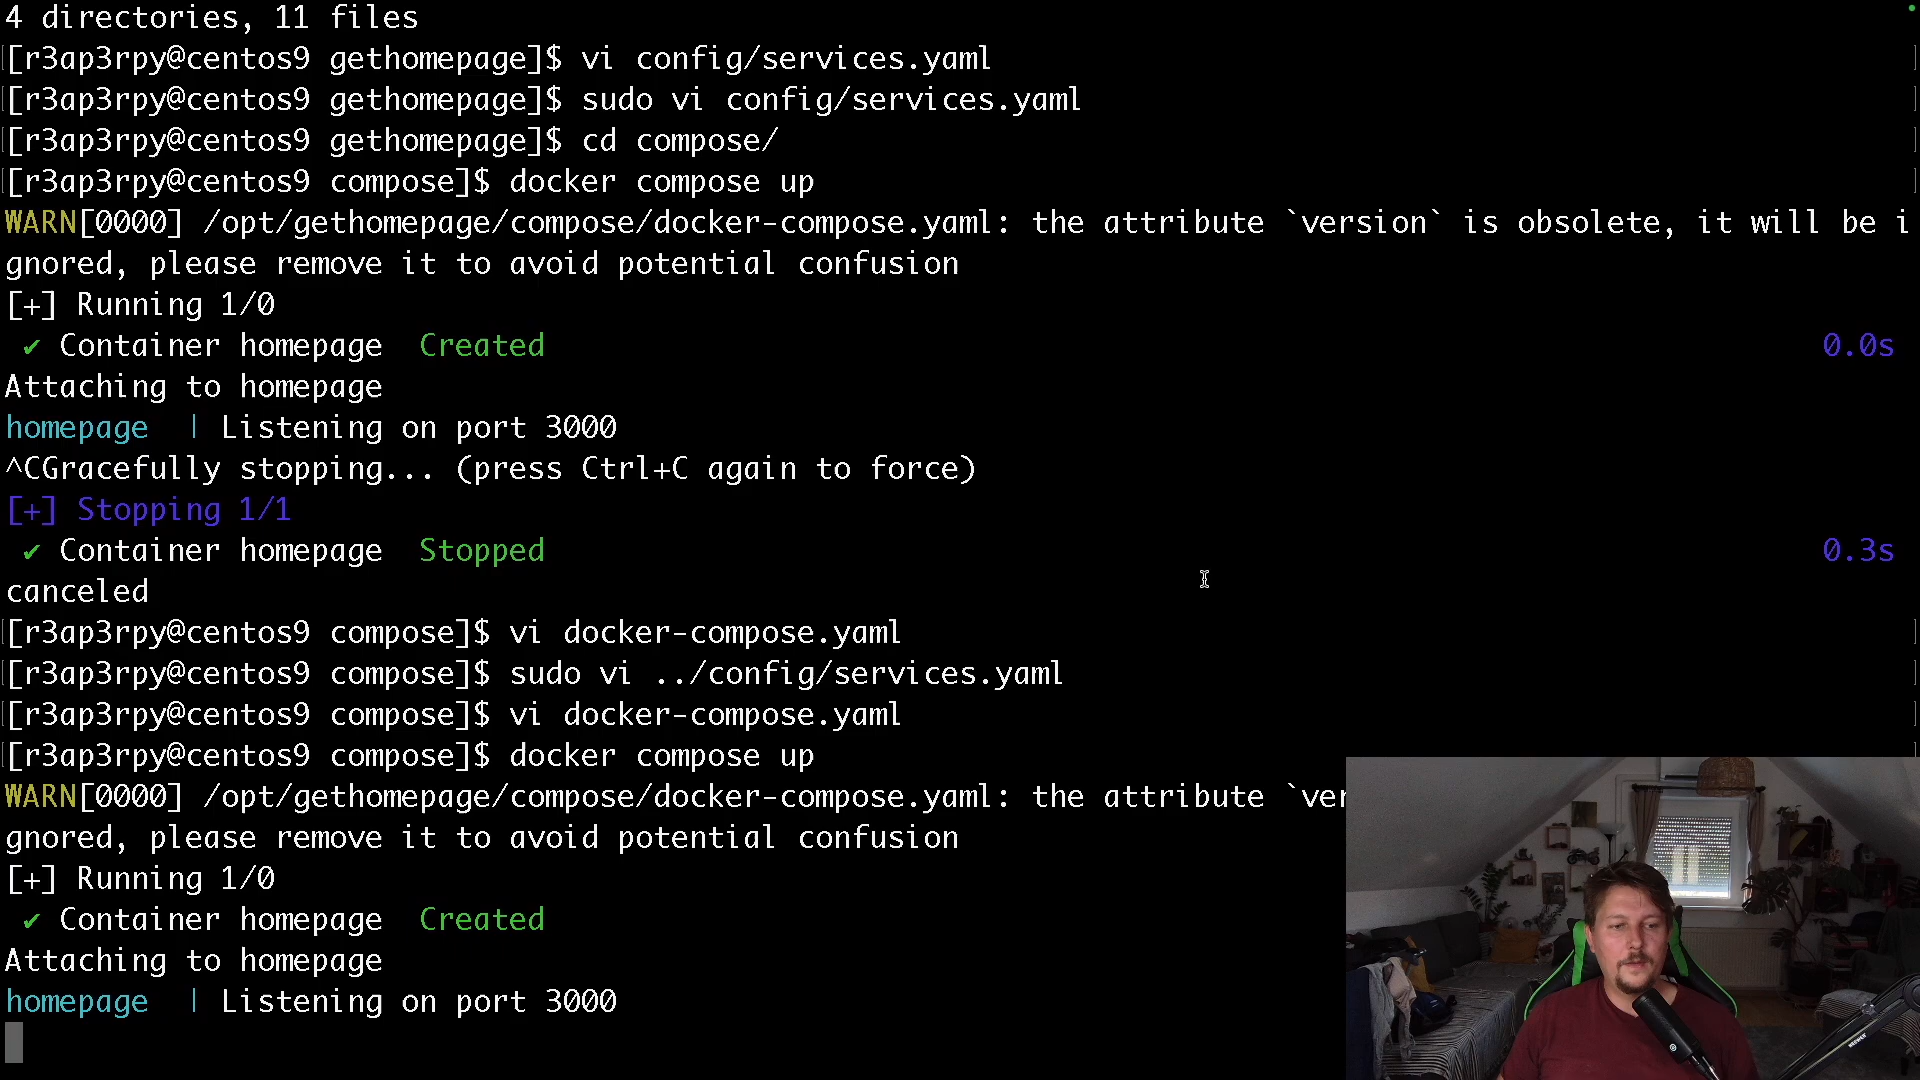 4 directories, 11 files
[r3ap3rpy@centos9 gethomepage]$ vi config/services.yaml
[r3ap3rpy@centos9 gethomepage]$ sudo vi config/services.yaml
[r3ap3rpy@centos9 gethomepage]$ cd compose/
[r3ap3rpy@centos9 compose]$ docker compose up
WARN[0000] /opt/gethomepage/compose/docker-compose.yaml: the attribute `version` is obsolete, it will be i
gnored, please remove it to avoid potential confusion
[+] Running 1/0
✔ Container homepage  Created 0.0s
Attaching to homepage
homepage  | Listening on port 3000
^CGracefully stopping... (press Ctrl+C again to force)
[+] Stopping 1/1
✔ Container homepage  Stopped 0.3s
canceled
[r3ap3rpy@centos9 compose]$ vi docker-compose.yaml
[r3ap3rpy@centos9 compose]$ sudo vi ../config/services.yaml
[r3ap3rpy@centos9 compose]$ vi docker-compose.yaml
[r3ap3rpy@centos9 compose]$ docker compose up
WARN[0000] /opt/gethomepage/compose/docker-compose.yaml: the attribute `ver
gnored, please remove it to avoid potential confusion
[+] Running 1/0
✔ Container homepage  Created
Attaching to homepage
homepage  | Listening on port 3000